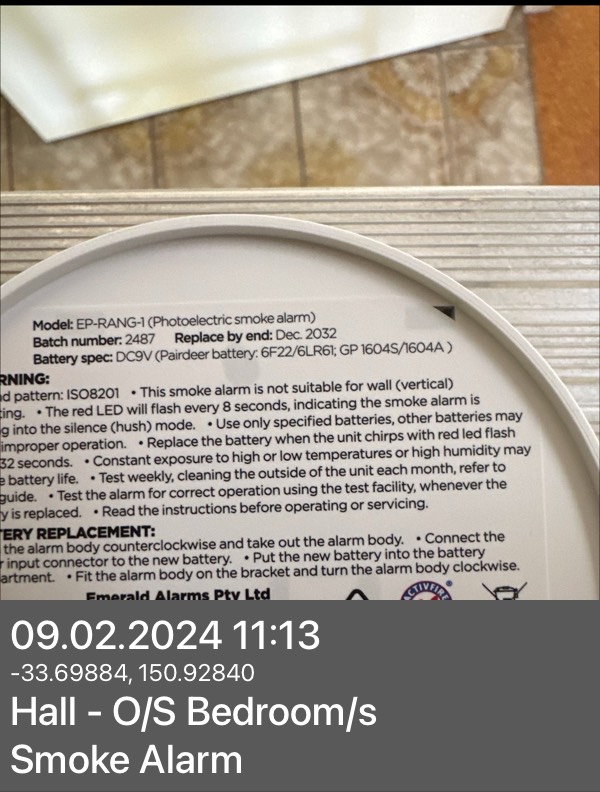 Model: EP-RANG-1 (Photoelectric smoke alarm)
Batch number: 2487 Replace by end: Dec. 2032
Battery spec: DC9V (Pairdeer battery: 6F22/6LR61; GP 1604S/1604A )
RNING:
d pattern: ISO8201 • This smoke alarm is not suitable for wall (vertical)
ting. • The red LED will flash every 8 seconds, indicating the smoke alarm is
g into the silence (hush) mode. • Use only specified batteries, other batteries may
improper operation. • Replace the battery when the unit chirps with red led flash
32 seconds. • Constant exposure to high or low temperatures or high humidity may
e battery life. • Test weekly, cleaning the outside of the unit each month, refer to
guide. • Test the alarm for correct operation using the test facility, whenever the
y is replaced. • Read the instructions before operating or servicing.
TERY REPLACEMENT:
the alarm body counterclockwise and take out the alarm body. • Connect the
r input connector to the new battery. • Put the new battery into the battery
artment. • Fit the alarm body on the bracket and turn the alarm body clockwise.
Emerald Alarms Pty Ltd
ACTIVFIRE
09.02.2024 11:13
-33.69884, 150.92840
Hall - O/S Bedroom/s
Smoke Alarm